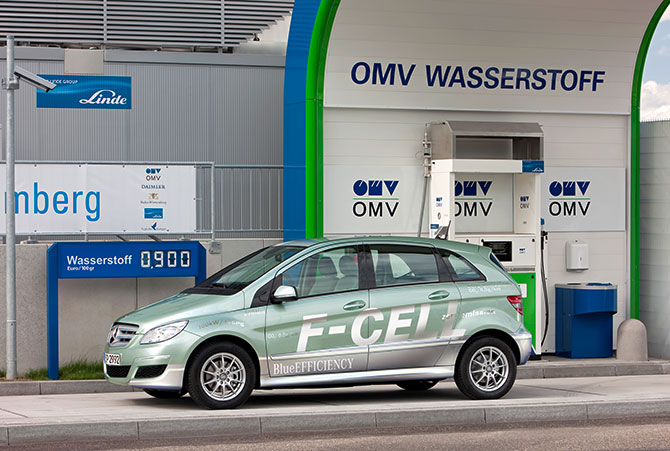 OMV WASSERSTOFF
LINDE GROUP
Linde
mberg
OMV
DAIMLER
OMV
OMV
OMV
Wasserstoff
Euro/100 gr
0,900
F-CELL
BlueEFFICIENCY